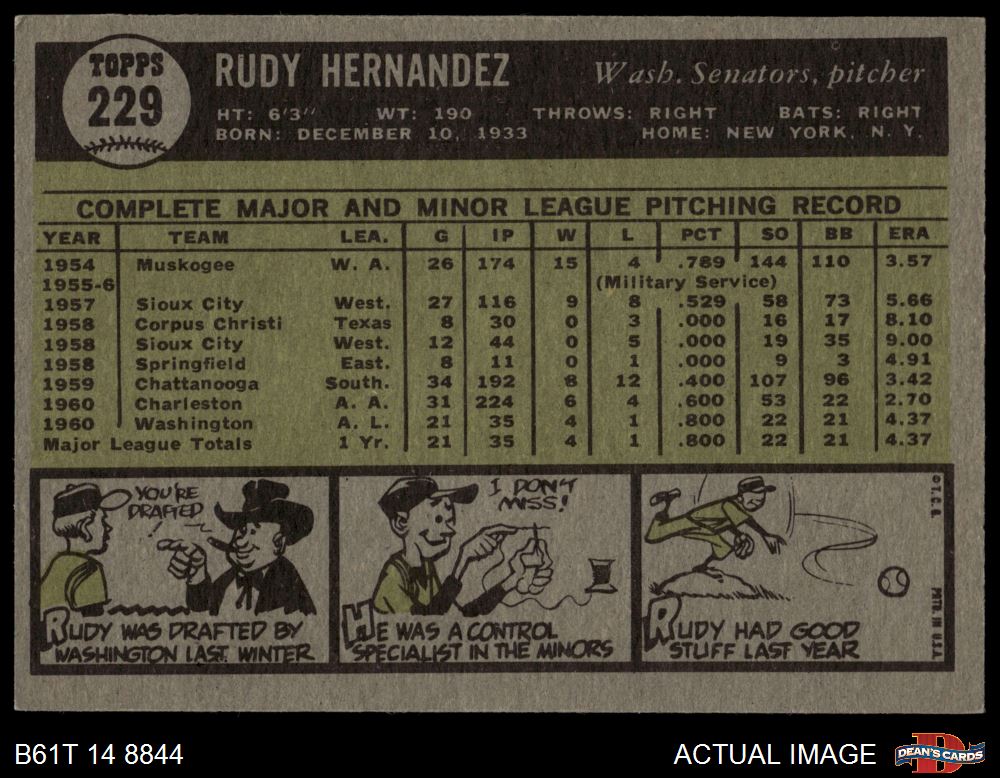 TOPPS
229
RUDY HERNANDEZ
Wash. Senators, pitcher
HT: 6'3" WT: 190 THROWS: RIGHT BATS: RIGHT
BORN: DECEMBER 10, 1933 HOME: NEW YORK, N. Y.
COMPLETE MAJOR AND MINOR LEAGUE PITCHING RECORD
YEAR TEAM LEA. G IP W L PCT SO BB ERA
1954 Muskogee W. A. 26 174 15 4 .789 144 110 3.57
1955-6 (Military Service)
1957 Sioux City West. 27 116 9 8 .529 58 73 5.66
1958 Corpus Christi Texas 8 30 0 3 .000 16 17 8.10
1958 Sioux City West. 12 44 0 5 .000 19 35 9.00
1958 Springfield East. 8 11 0 1 .000 9 3 4.91
1959 Chattanooga South. 34 192 8 12 .400 107 96 3.42
1960 Charleston A. A. 31 224 6 4 .600 53 22 2.70
1960 Washington A. L. 21 35 4 1 .800 22 21 4.37
Major League Totals 1 Yr. 21 35 4 1 .800 22 21 4.37
YOU'RE
DRAFTED
!
RUDY WAS DRAFTED BY
WASHINGTON LAST WINTER
I DON'T
MISS!
HE WAS A CONTROL
SPECIALIST IN THE MINORS
RUDY HAD GOOD
STUFF LAST YEAR
© T. C. G.
PTD. IN U.S.A.
B61T 14 8844
ACTUAL IMAGE
D
DEAN'S CARDS